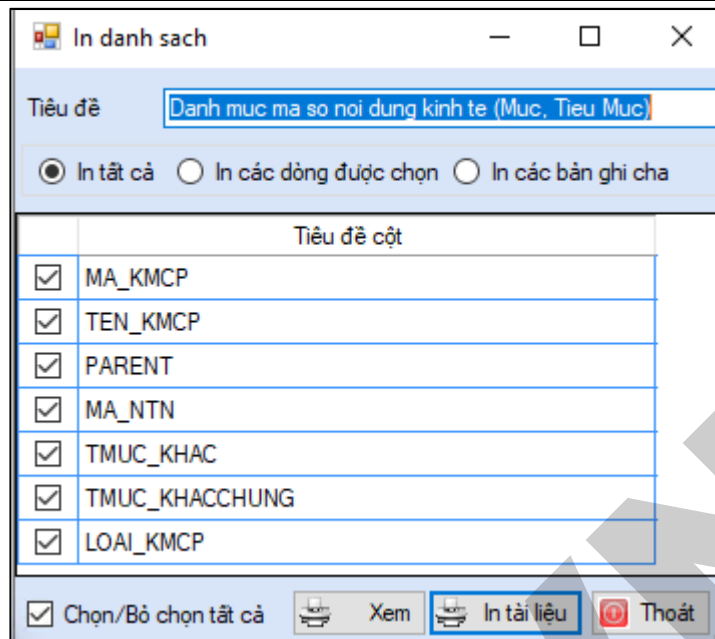 In danh sach
Tiêu đề Danh muc ma so noi dung kinh te (Muc, Tieu Muc)
In tất cả In các dòng được chọn In các bản ghi cha
Tiêu đề cột
MA_KMCP
TEN_KMCP
PARENT
MA_NTN
TMUC_KHAC
TMUC_KHACCHUNG
LOAI_KMCP
Chọn/Bỏ chọn tất cả Xem In tài liệu Thoát